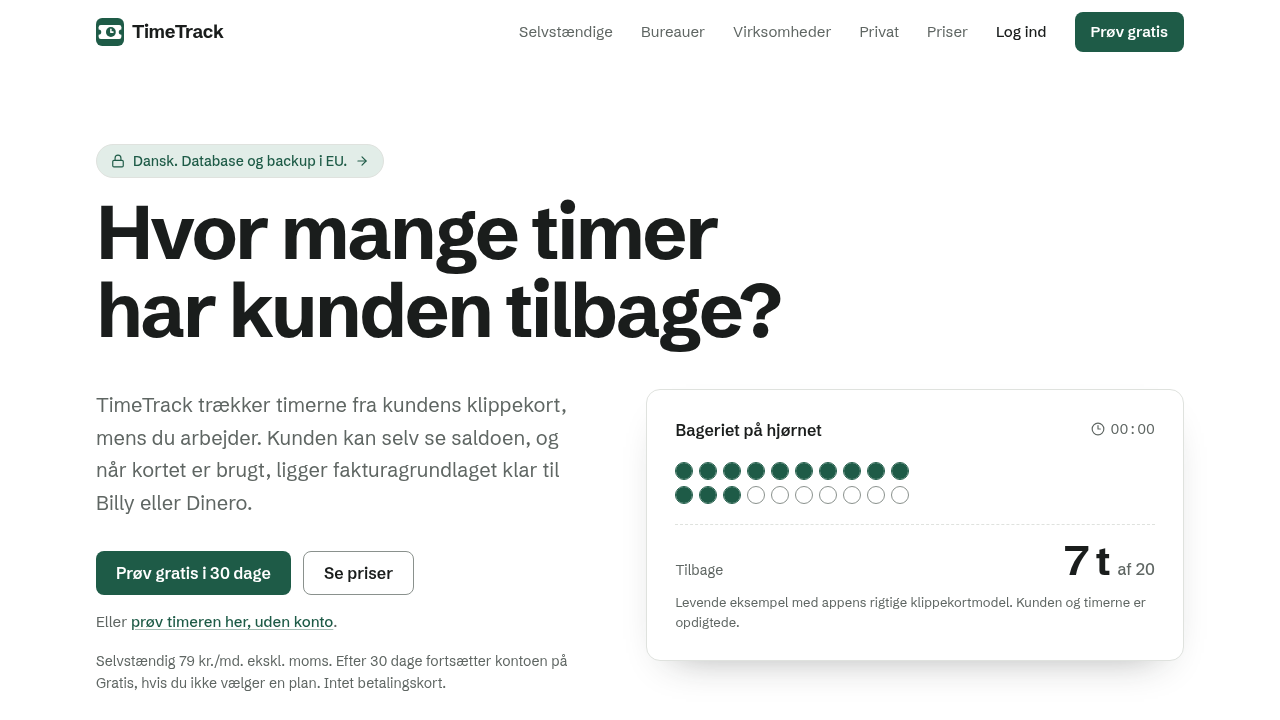 TimeTrack
Selvstændige
Bureauer
Virksomheder
Privat
Priser
Log ind
Prøv gratis
Dansk. Database og backup i EU.
Hvor mange timer
har kunden tilbage?
TimeTrack trækker timerne fra kundens klippekort,
mens du arbejder. Kunden kan selv se saldoen, og
når kortet er brugt, ligger fakturagrundlaget klar til
Billy eller Dinero.
Prøv gratis i 30 dage
Se priser
Eller prøv timeren her, uden konto.
Selvstændig 79 kr./md. ekskl. moms. Efter 30 dage fortsætter kontoen på
Gratis, hvis du ikke vælger en plan. Intet betalingskort.
Bageriet på hjørnet
00:00
Tilbage
7 t af 20
Levende eksempel med appens rigtige klippekortmodel. Kunden og timerne er
opdigtede.